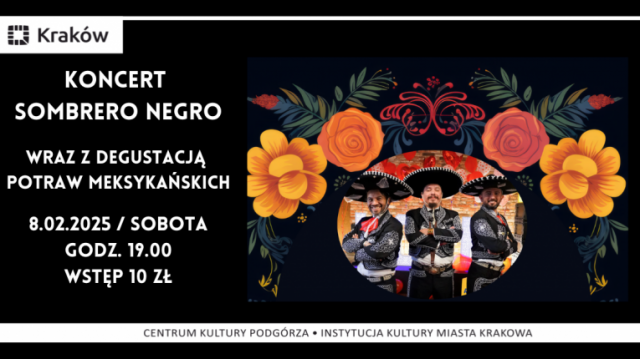 Kraków
KONCERT
SOMBRERO NEGRO
WRAZ Z DEGUSTACJĄ
POTRAW MEKSYKAŃSKICH
8.02.2025 / SOBOTA
GODZ. 19.00
WSTĘP 10 ZŁ
CENTRUM KULTURY PODGÓRZA • INSTYTUCJA KULTURY MIASTA KRAKOWA